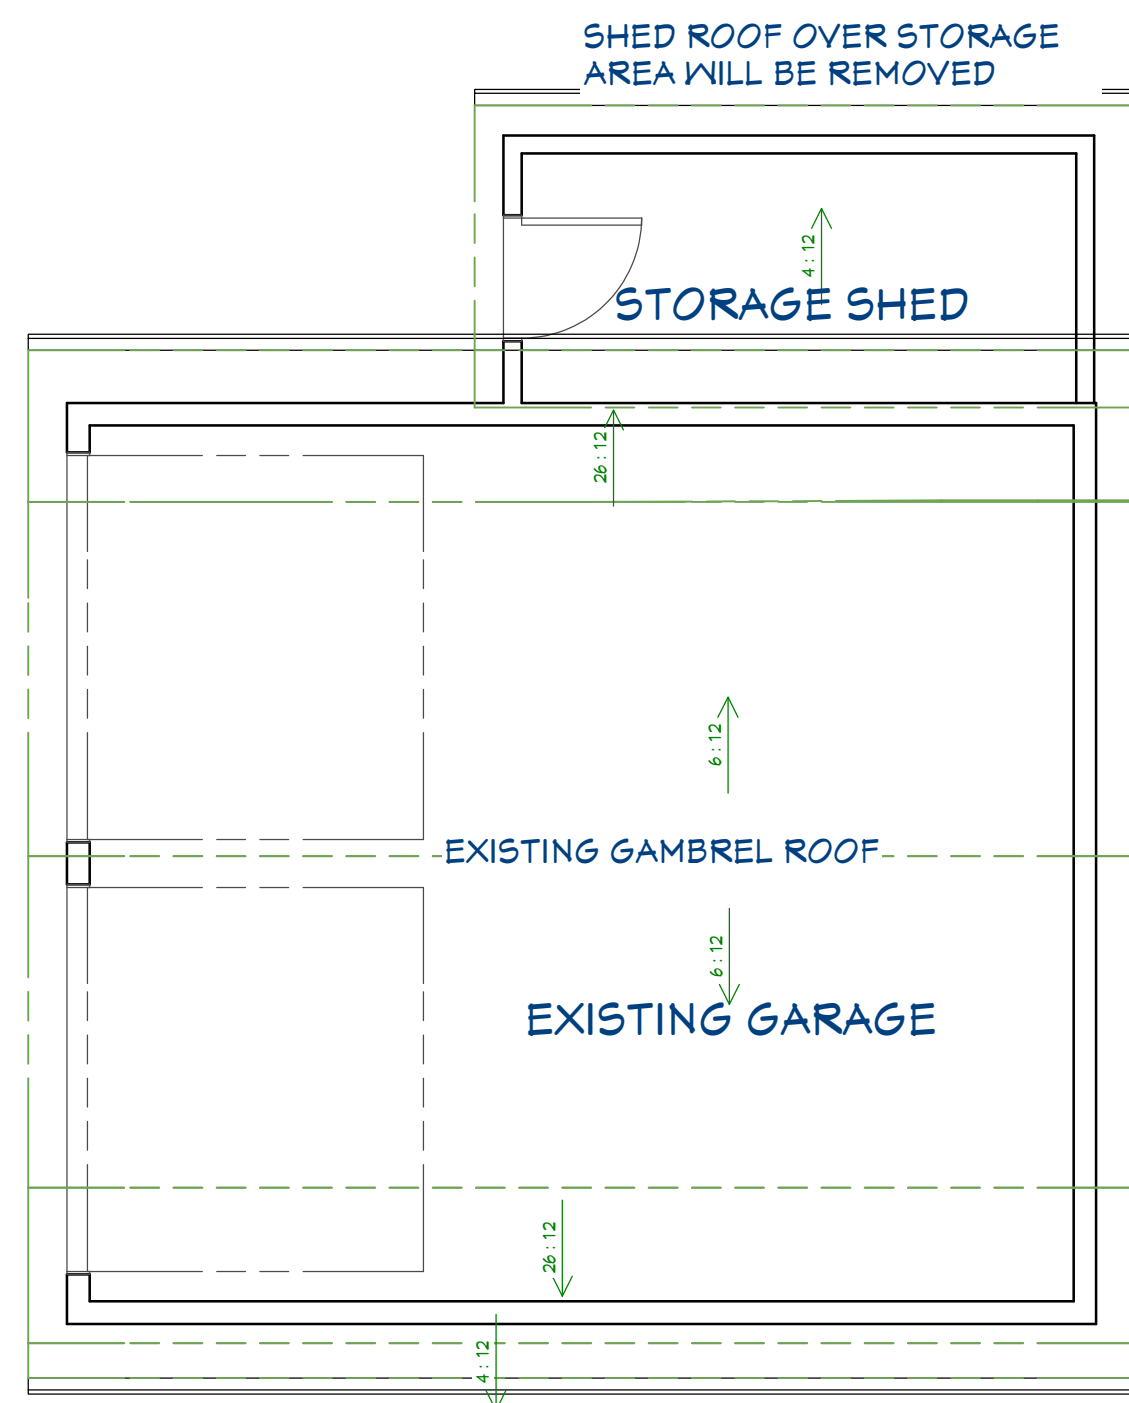 SHED ROOF OVER STORAGE
AREA WILL BE REMOVED
4:12
STORAGE SHED
26:12
6:12
EXISTING GAMBREL ROOF
6:12
EXISTING GARAGE
26:12
4:12